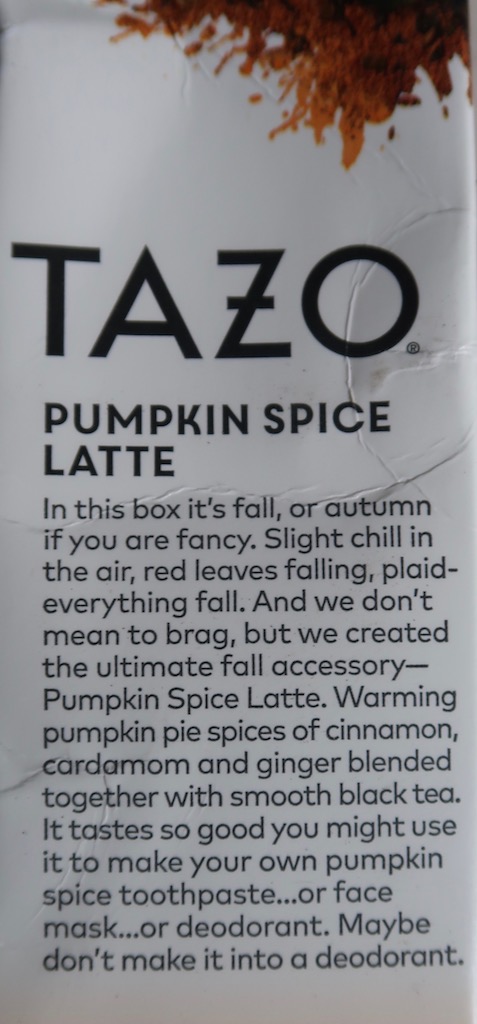 TAZO®
PUMPKIN SPICE
LATTE
In this box it's fall, or autumn
if you are fancy. Slight chill in
the air, red leaves falling, plaid-
everything fall. And we don't
mean to brag, but we created
the ultimate fall accessory—
Pumpkin Spice Latte. Warming
pumpkin pie spices of cinnamon,
cardamom and ginger blended
together with smooth black tea.
It tastes so good you might use
it to make your own pumpkin
spice toothpaste...or face
mask...or deodorant. Maybe
don't make it into a deodorant.